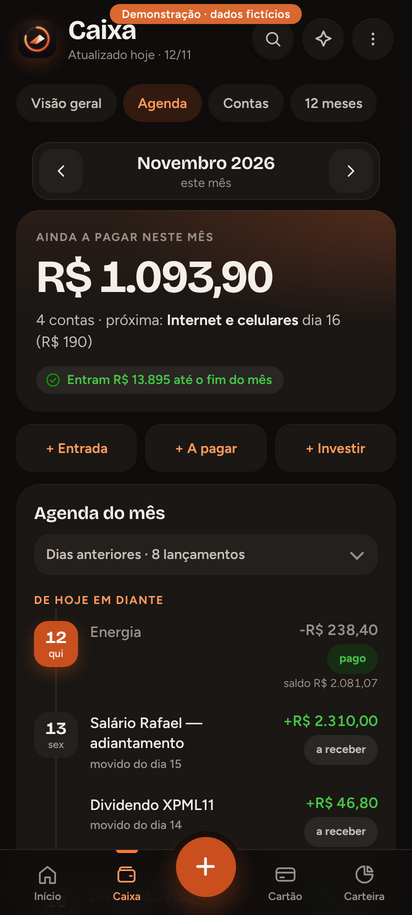 Demonstração · dados fictícios
Caixa
Atualizado hoje · 12/11
Visão geral
Agenda
Contas
12 meses
Novembro 2026
este mês
AINDA A PAGAR NESTE MÊS
R$ 1.093,90
4 contas · próxima: Internet e celulares dia 16
(R$ 190)
Entram R$ 13.895 até o fim do mês
+ Entrada
+ A pagar
+ Investir
Agenda do mês
Dias anteriores · 8 lançamentos
DE HOJE EM DIANTE
12
qui
Energia
-R$ 238,40
pago
saldo R$ 2.081,07
13
sex
Salário Rafael —
adiantamento
movido do dia 15
+R$ 2.310,00
a receber
Dividendo XPML11
movido do dia 14
+R$ 46,80
a receber
Início
Caixa
Cartão
Carteira